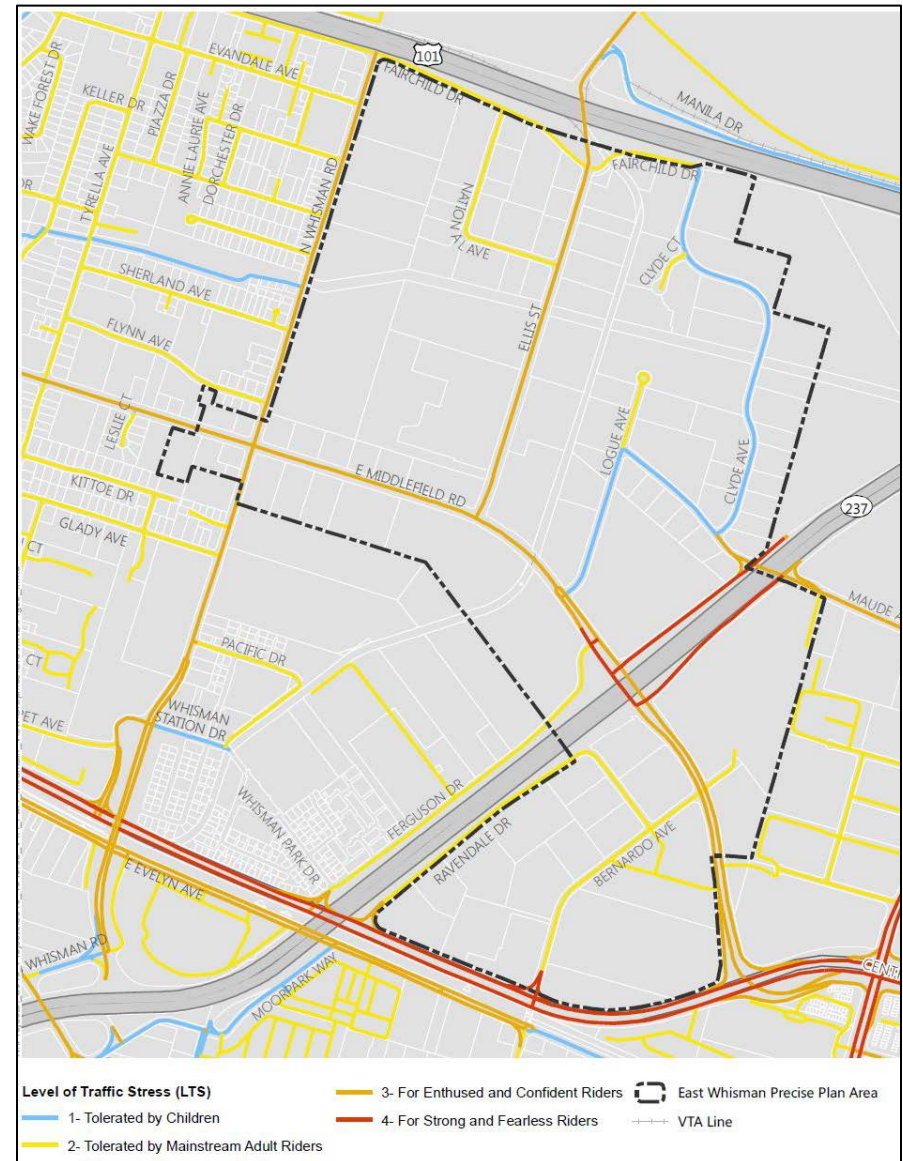 101
EVANDALE AVE
FAIRCHILD DR
WAKE FOREST DR
KELLER DR
PIAZZA DR
ANNIE LAURIE AVE
DORCHESTER DR
MANILA DR
TYRELLA AVE
N WHISMAN RD
FAIRCHILD DR
NATION
AL AVE
DR
CLYDE CT
SHERLAND AVE
ELLIS ST
FLYNN AVE
LOGUE AVE
LESLIE CT
E MIDDLEFIELD RD
CLYDE AVE
KITTOE DR
237
GLADY AVE
CT
MAUDE A
PACIFIC DR
CT
WHISMAN
STATION DR
ET AVE
WHISMAN PARK DR
FERGUSON DR
RAVENDALE DR
BERNARDO AVE
E EVELYN AVE
WHISMAN RD
MOORPARK WAY
CENT
Level of Traffic Stress (LTS)
1- Tolerated by Children
2- Tolerated by Mainstream Adult Riders
3- For Enthused and Confident Riders
4- For Strong and Fearless Riders
East Whisman Precise Plan Area
VTA Line